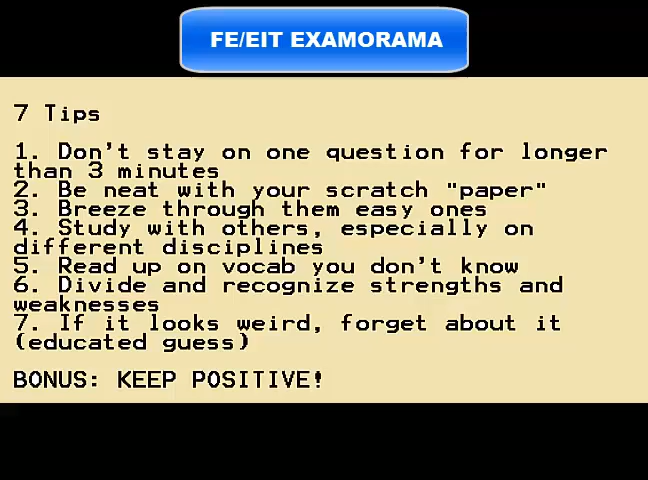 FE/EIT EXAMORAMA
7 Tips
1. Don't stay on one question for longer
than 3 minutes
2. Be neat with your scratch "paper"
3. Breeze through them easy ones
4. Study with others, especially on
different disciplines
5. Read up on vocab you don't know
6. Divide and recognize strengths and
weaknesses
7. If it looks weird, forget about it
(educated guess)
BONUS: KEEP POSITIVE!